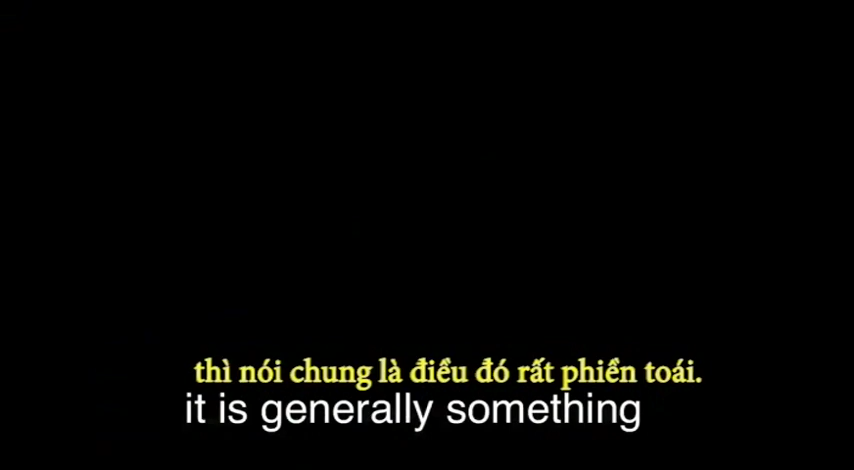 thì nói chung là điều đó rất phiền toái.
it is generally something